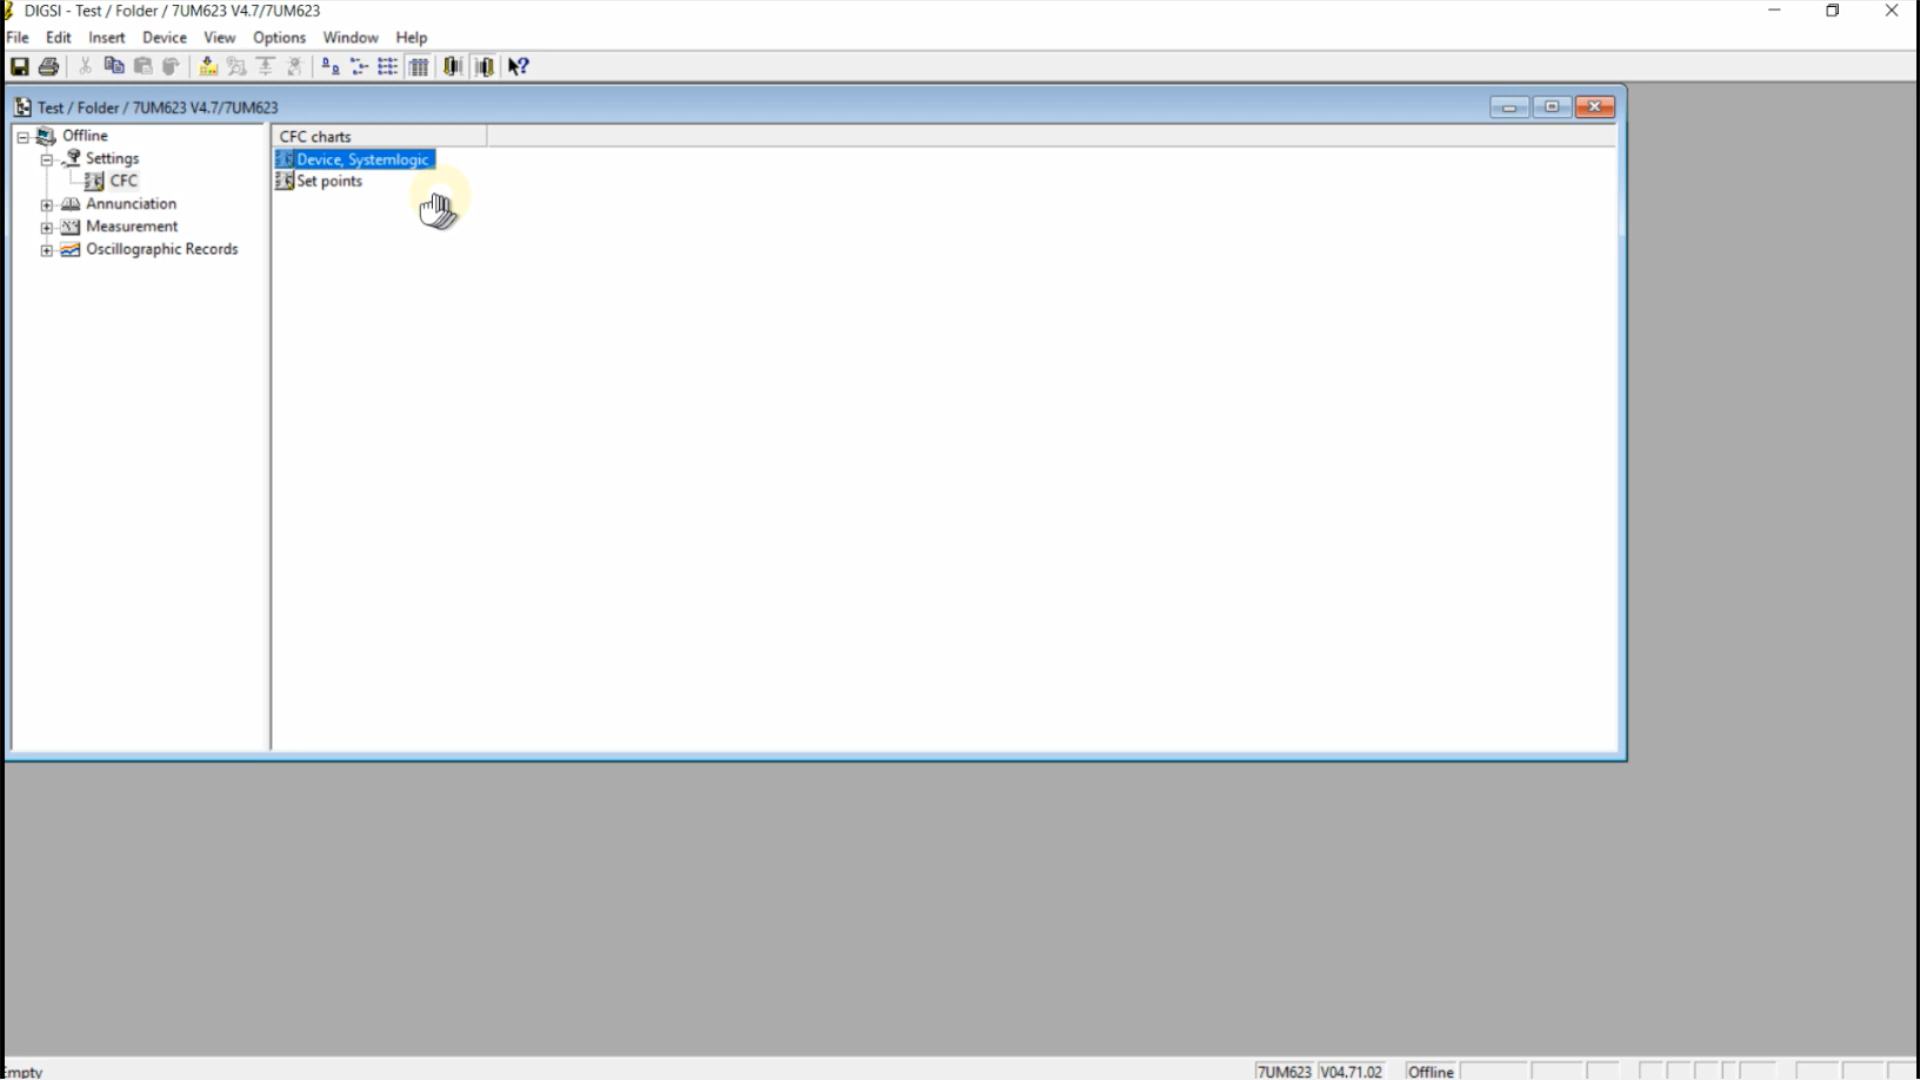 DIGSI - Test / Folder / 7UM623 V4.7/7UM623
File Edit Insert Device View Options Window Help
Test / Folder / 7UM623 V4.7/7UM623
Offline
Settings
CFC
Annunciation
Measurement
Oscillographic Records
CFC charts
Device, Systemlogic
Set points
Empty 7UM623 V04.71.02 Offline